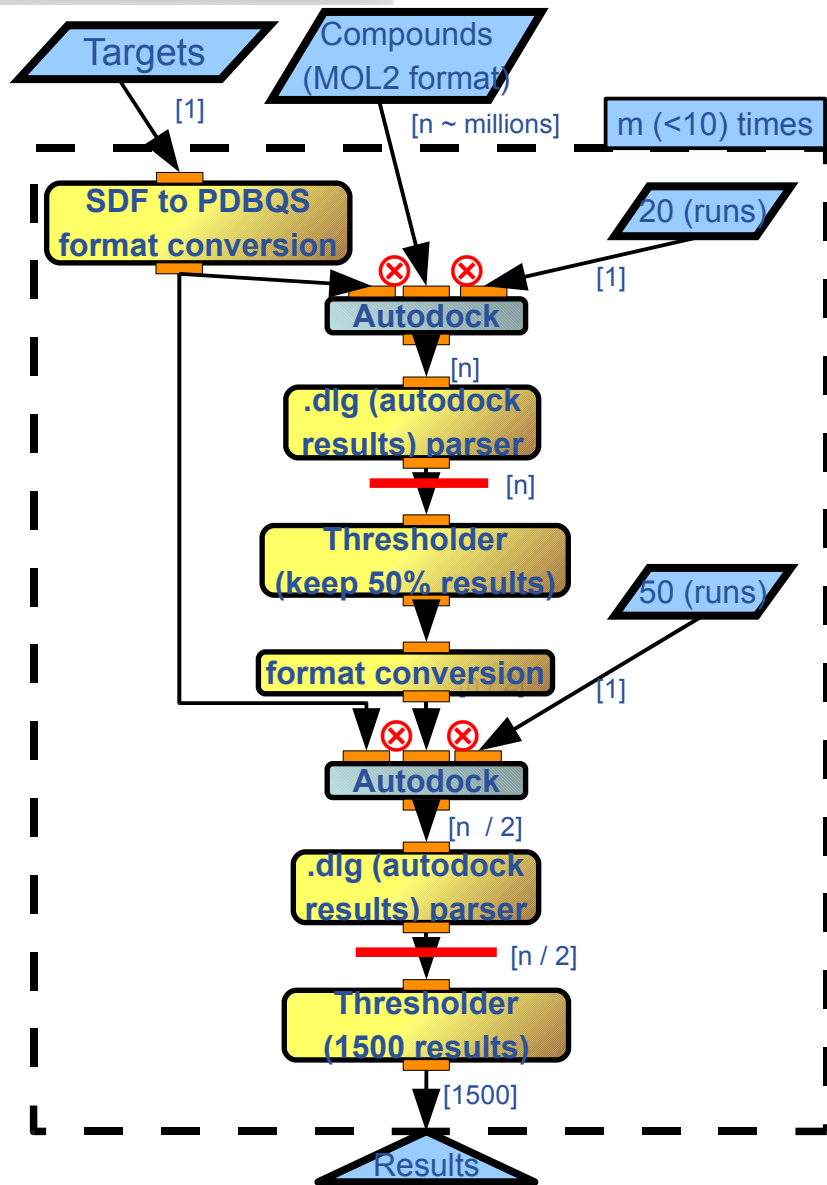 Targets
Compounds
(MOL2 format)
[1]
[n ~ millions]
m (<10) times
SDF to PDBQS
format conversion
20 (runs)
[1]
Autodock
[n]
.dlg (autodock
results) parser
[n]
Thresholder
(keep 50% results)
50 (runs)
format conversion
[n / 2]
[1]
Autodock
[n / 2]
.dlg (autodock
results) parser
[n / 2]
Thresholder
(1500 results)
[1500]
Results